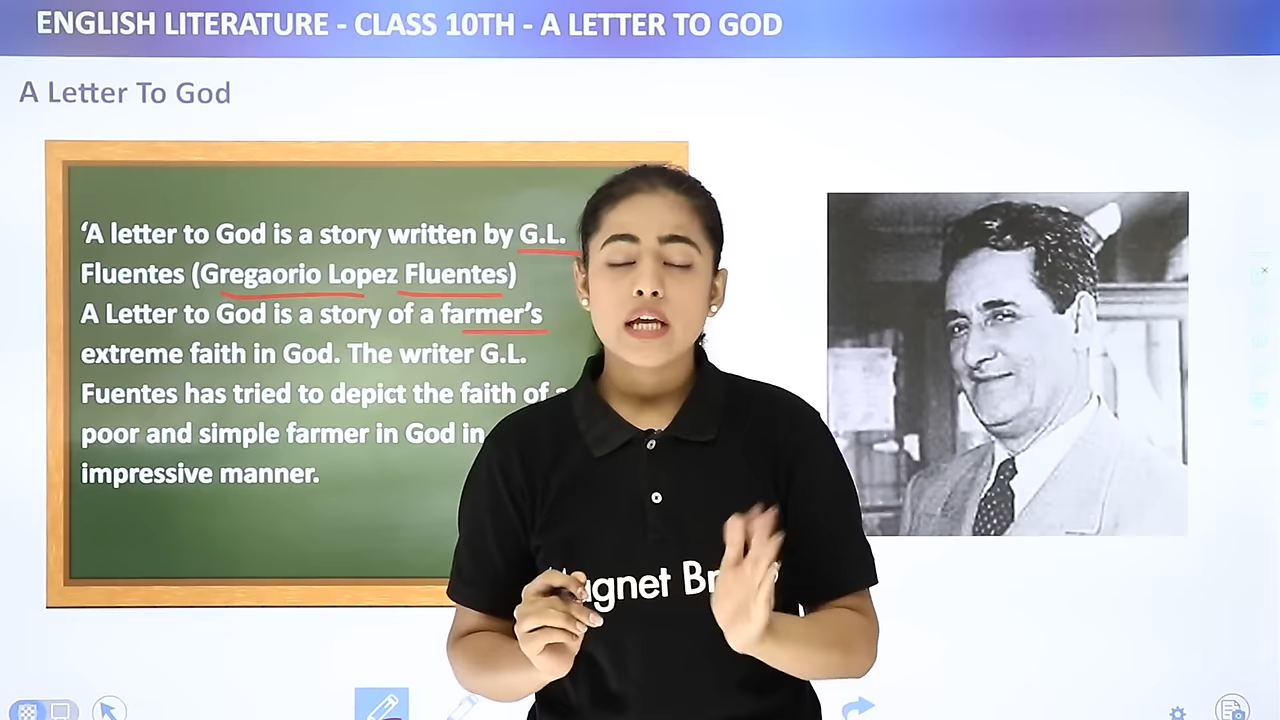 ENGLISH LITERATURE - CLASS 10TH - A LETTER TO GOD
A Letter To God
‘A letter to God is a story written by G.L.
Fluentes (Gregaorio Lopez Fluentes)
A Letter to God is a story of a farmer’s
extreme faith in God. The writer G.L.
Fuentes has tried to depict the faith of
poor and simple farmer in God in
impressive manner.